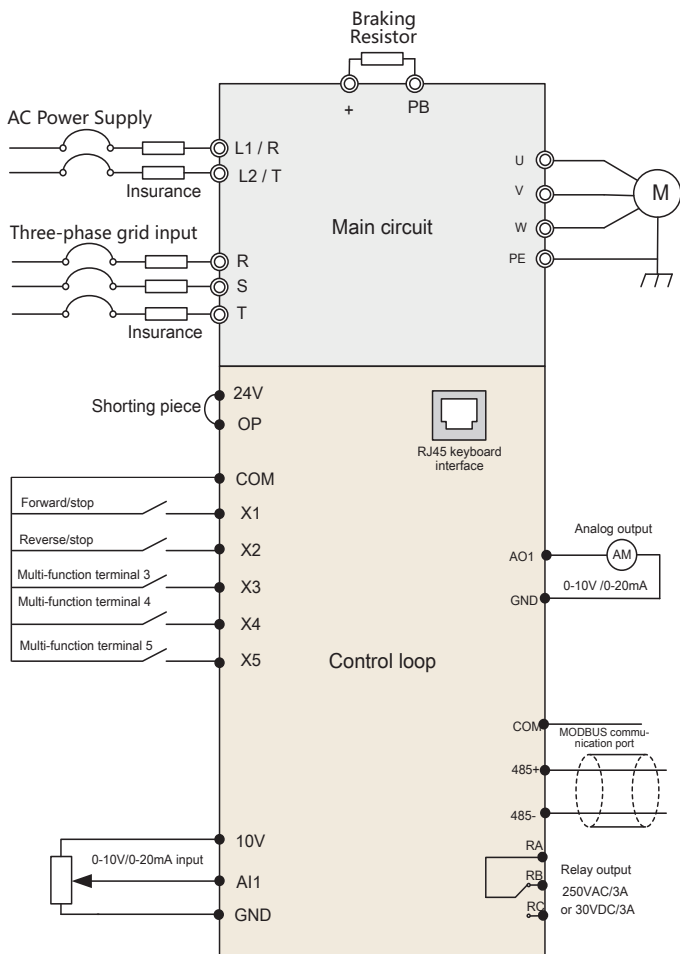 Braking
Resistor
+
PB
AC Power Supply
L1 / R
L2 / T
Insurance
Three-phase grid input
R
S
T
Insurance
Main circuit
U
V
W
PE
M
24V
Shorting piece
OP
RJ45 keyboard
interface
COM
Forward/stop
X1
Reverse/stop
X2
Multi-function terminal 3
X3
Multi-function terminal 4
X4
Multi-function terminal 5
X5
Analog output
AO1
AM
0-10V /0-20mA
GND
Control loop
COM
MODBUS commu-
nication port
485+
485-
10V
0-10V/0-20mA input
AI1
GND
RA
RB
RC
Relay output
250VAC/3A
or 30VDC/3A